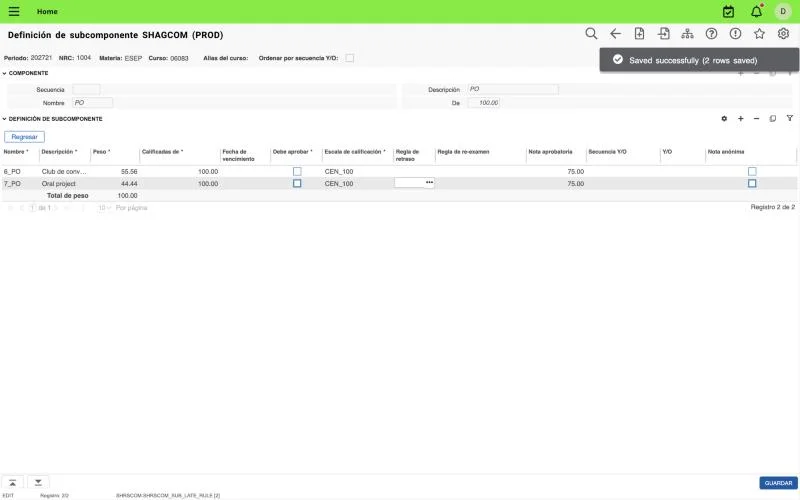 Home
D
Definición de subcomponente SHAGCOM (PROD)
Periodo: 202721 NRC: 1004 Materia: ESEP Curso: 06083 Alias del curso: Ordenar por secuencia Y/O:
Saved successfully (2 rows saved)
COMPONENTE
Secuencia
Descripción PO
Nombre PO
De 100.00
DEFINICIÓN DE SUBCOMPONENTE
Regresar
Nombre * Descripción * Peso * Calificadas de * Fecha de vencimiento Debe aprobar * Escala de calificación * Regla de retraso Regla de re-examen Nota aprobatoria Secuencia Y/O Y/O Nota anónima
6_PO Club de conv... 55.56 100.00 CEN_100 75.00
7_PO Oral project 44.44 100.00 CEN_100 ••• 75.00
Total de peso 100.00
1 de 1 10 Por página Registro 2 de 2
GUARDAR
EDIT Registro: 2/2 SHRSCOM.SHRSCOM_SUB_LATE_RULE [2]